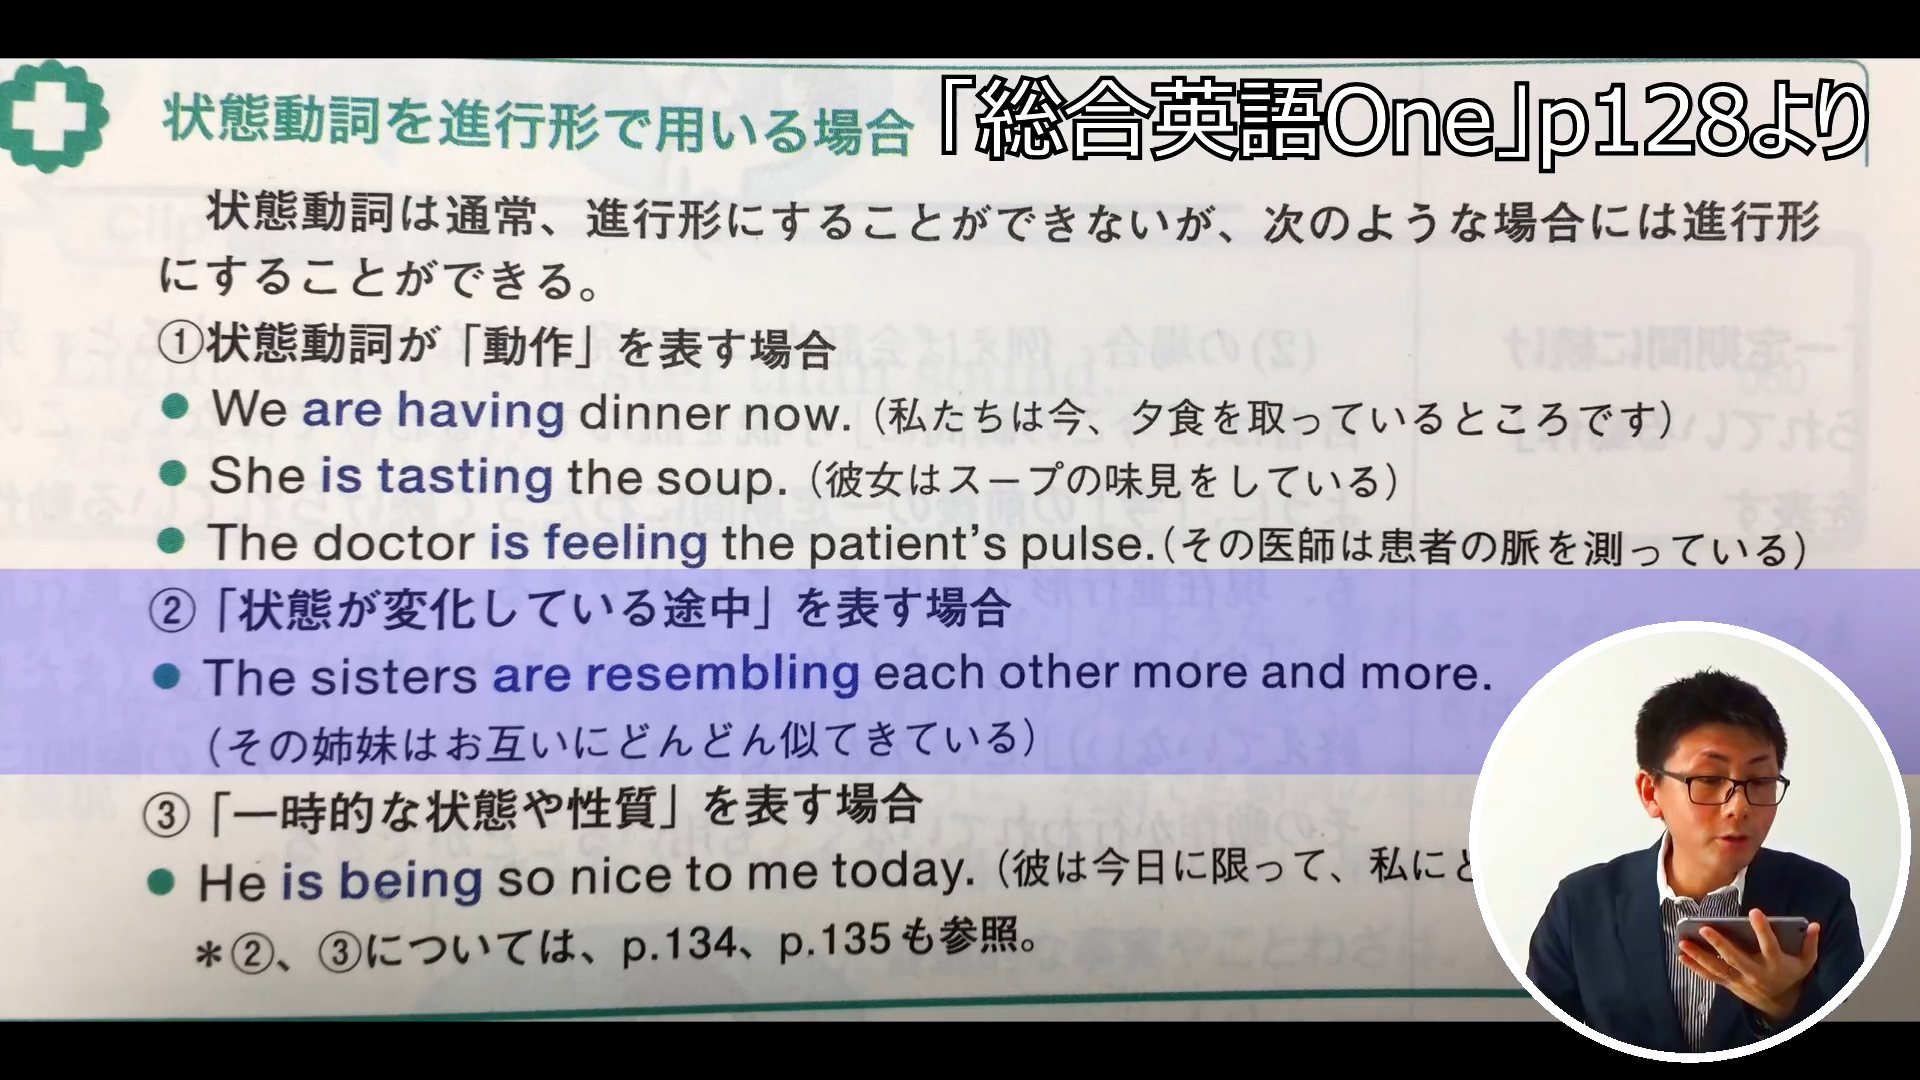 状態動詞を進行形で用いる場合
「総合英語One」p128より
状態動詞は通常、進行形にすることができないが、次のような場合には進行形
にすることができる。
①状態動詞が「動作」を表す場合
We are having dinner now.（私たちは今、夕食を取っているところです）
She is tasting the soup.（彼女はスープの味見をしている）
The doctor is feeling the patient's pulse.（その医師は患者の脈を測っている）
②「状態が変化している途中」を表す場合
The sisters are resembling each other more and more.
（その姉妹はお互いにどんどん似てきている）
③「一時的な状態や性質」を表す場合
He is being so nice to me today.（彼は今日に限って、私にと
＊②、③については、p.134、p.135も参照。